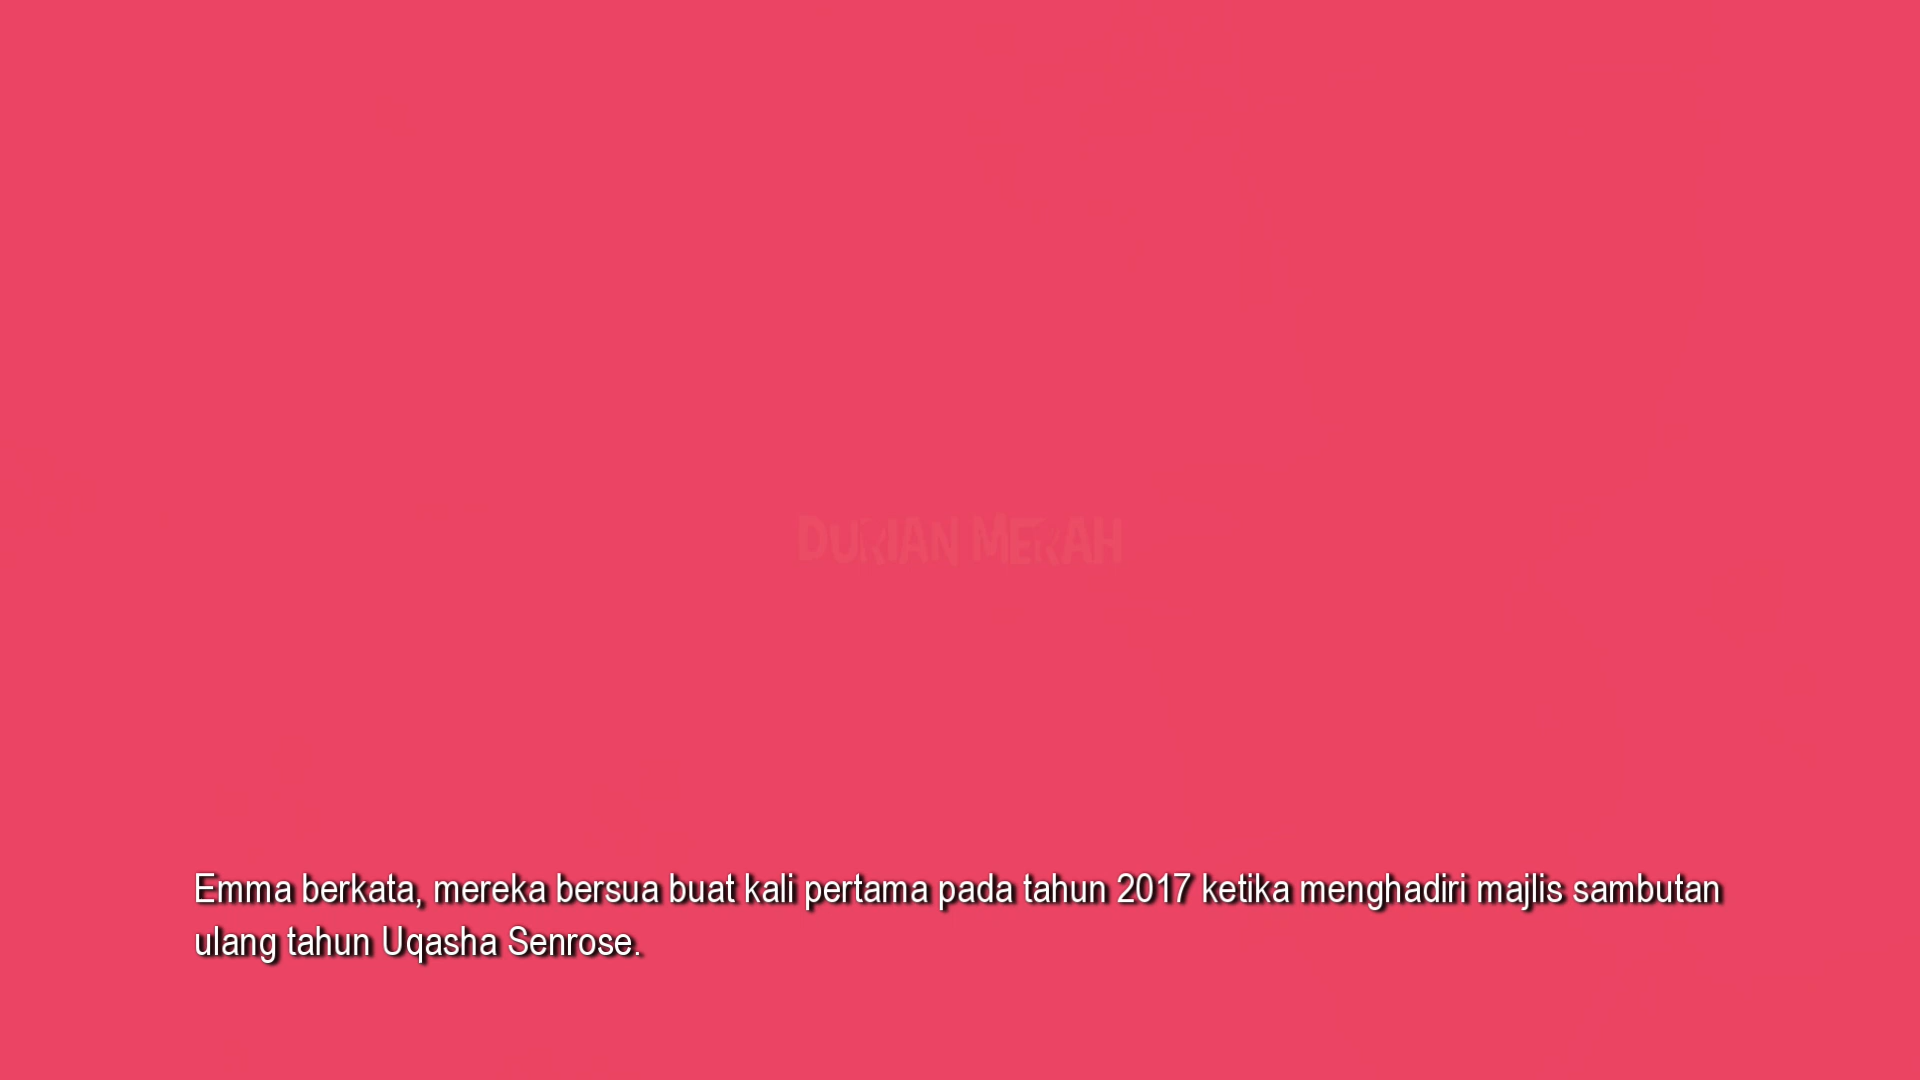 DURIAN MERAH
Emma berkata, mereka bersua buat kali pertama pada tahun 2017 ketika menghadiri majlis sambutan
ulang tahun Uqasha Senrose.